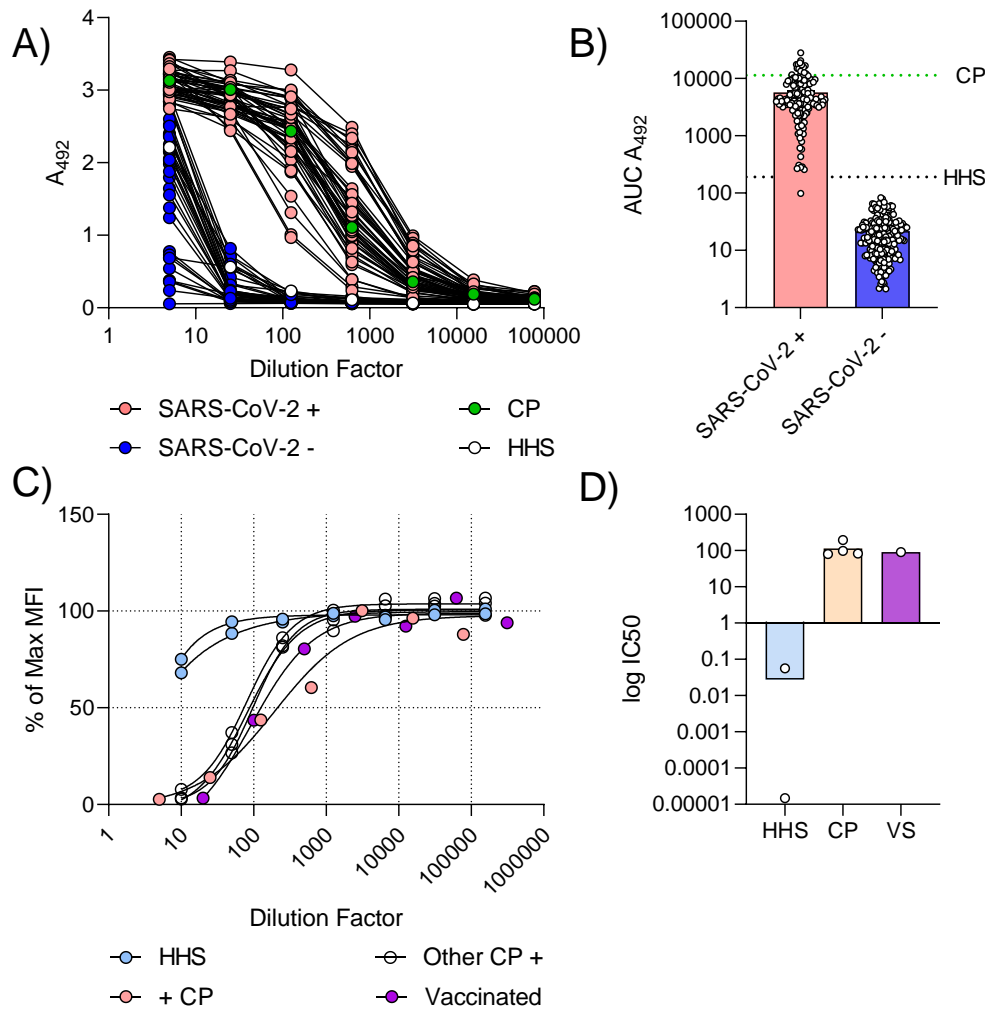 A)
4
3
2
1
0
A492
5
10
100
1000
10000
100000
Dilution Factor
SARS-CoV-2 +
CP
SARS-CoV-2 -
HHS
B)
100000
10000
1000
100
10
1
AUC A492
CP
HHS
SARS-CoV-2 +
SARS-CoV-2 -
C)
150
100
50
0
% of Max MFI
1
10
100
1000
10000
100000
1000000
Dilution Factor
HHS
Other CP +
+ CP
Vaccinated
D)
1000
100
10
1
0.1
0.01
0.001
0.0001
0.00001
log IC50
HHS
CP
VS